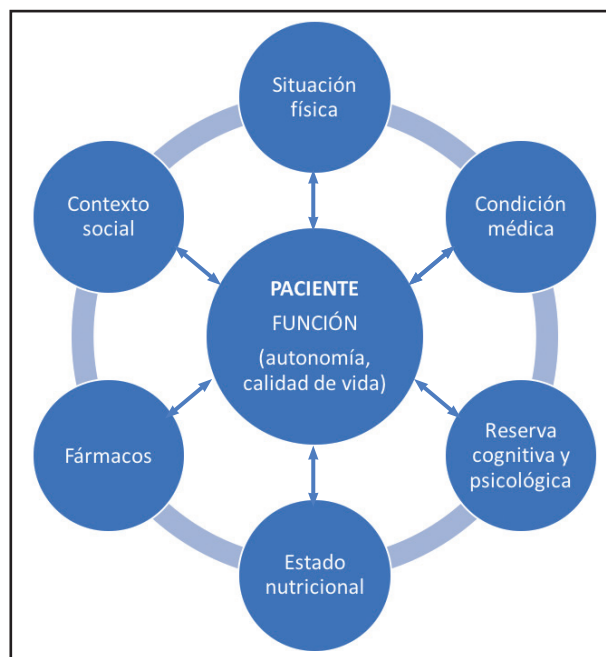 Situación
física
Contexto
social
Condición
médica
PACIENTE
FUNCIÓN
(autonomía,
calidad de vida)
Fármacos
Reserva
cognitiva y
psicológica
Estado
nutricional